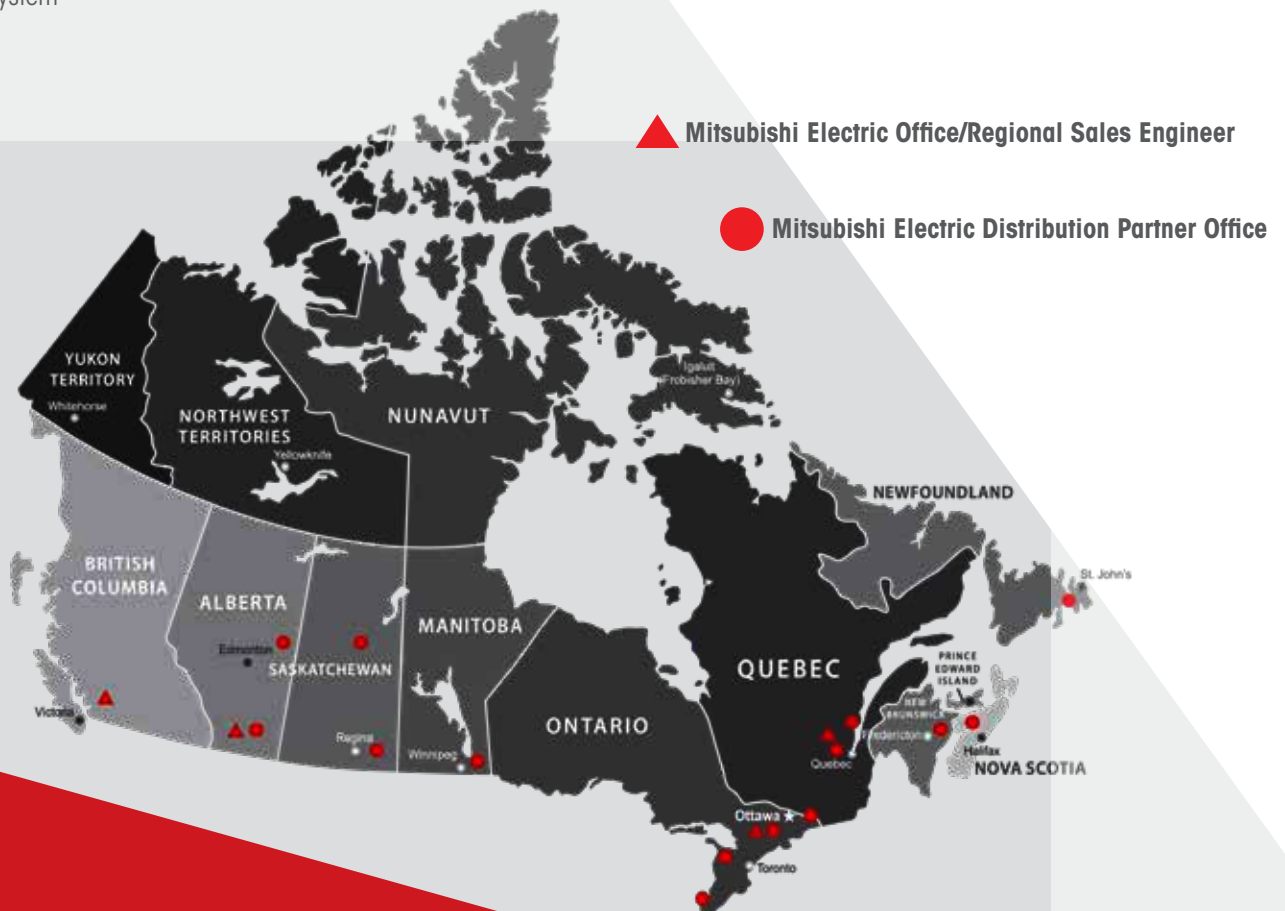 ystem
Mitsubishi Electric Office/Regional Sales Engineer
Mitsubishi Electric Distribution Partner Office
YUKON
TERRITORY
Whitehorse
NORTHWEST
TERRITORIES
Yellowknife
NUNAVUT
Igaluit
(Frobisher Bay)
NEWFOUNDLAND
St. John's
BRITISH
COLUMBIA
ALBERTA
Edmonton
SASKATCHEWAN
MANITOBA
Victoria
Regina
Winnipeg
ONTARIO
QUEBEC
Quebec
PRINCE
EDWARD
ISLAND
NEW
BRUNSWICK
Fredericton
Halifax
NOVA SCOTIA
Ottawa
Toronto